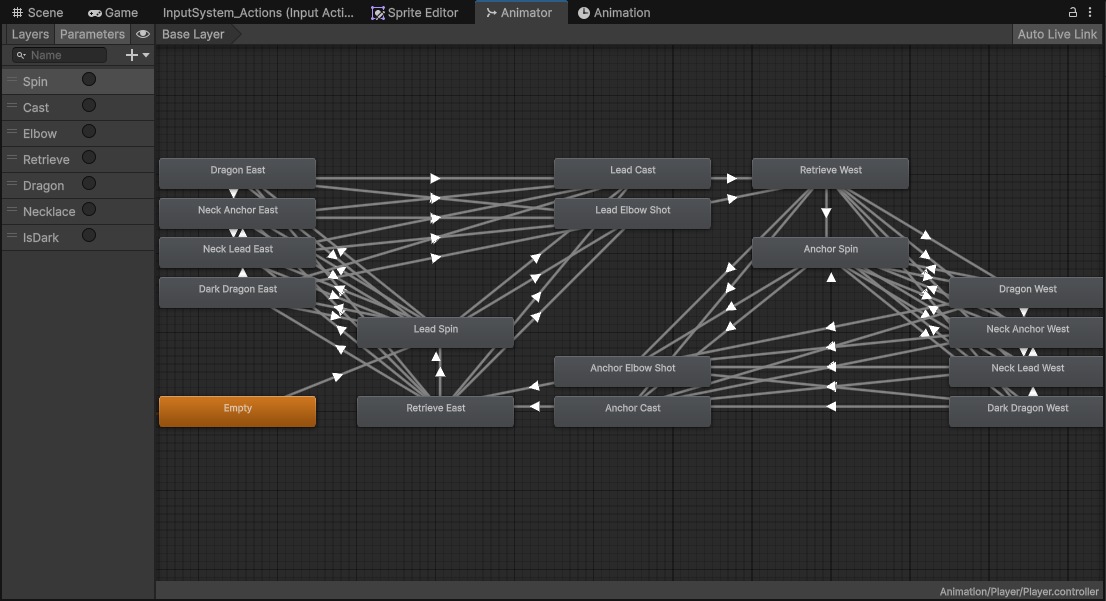 Scene Game InputSystem_Actions (Input Acti... Sprite Editor Animator Animation
Layers Parameters Base Layer Auto Live Link
Name
Spin
Cast
Elbow
Retrieve
Dragon
Necklace
IsDark
Dragon East Lead Cast Retrieve West
Neck Anchor East Lead Elbow Shot
Neck Lead East Anchor Spin
Dark Dragon East Dragon West
Lead Spin Neck Anchor West
Anchor Elbow Shot Neck Lead West
Empty Retrieve East Anchor Cast Dark Dragon West
Animation/Player/Player.controller